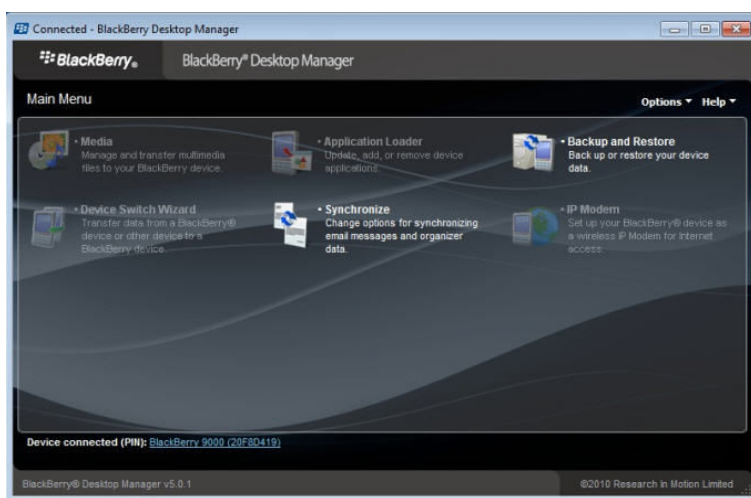 Connected - BlackBerry Desktop Manager
BlackBerry®
BlackBerry® Desktop Manager
Main Menu
Options
Help
Media
Manage and transfer multimedia
files to your BlackBerry device.
Application Loader
Update, add, or remove device
applications.
Backup and Restore
Back up or restore your device
data.
Device Switch Wizard
Transfer data from a BlackBerry®
device or other device to a
BlackBerry device.
Synchronize
Change options for synchronizing
email messages and organizer
data.
IP Modem
Set up your BlackBerry® device as
a wireless IP Modem for Internet
access.
Device connected (PIN): BlackBerry 9000 (20F8D419)
BlackBerry® Desktop Manager v5.0.1
©2010 Research In Motion Limited